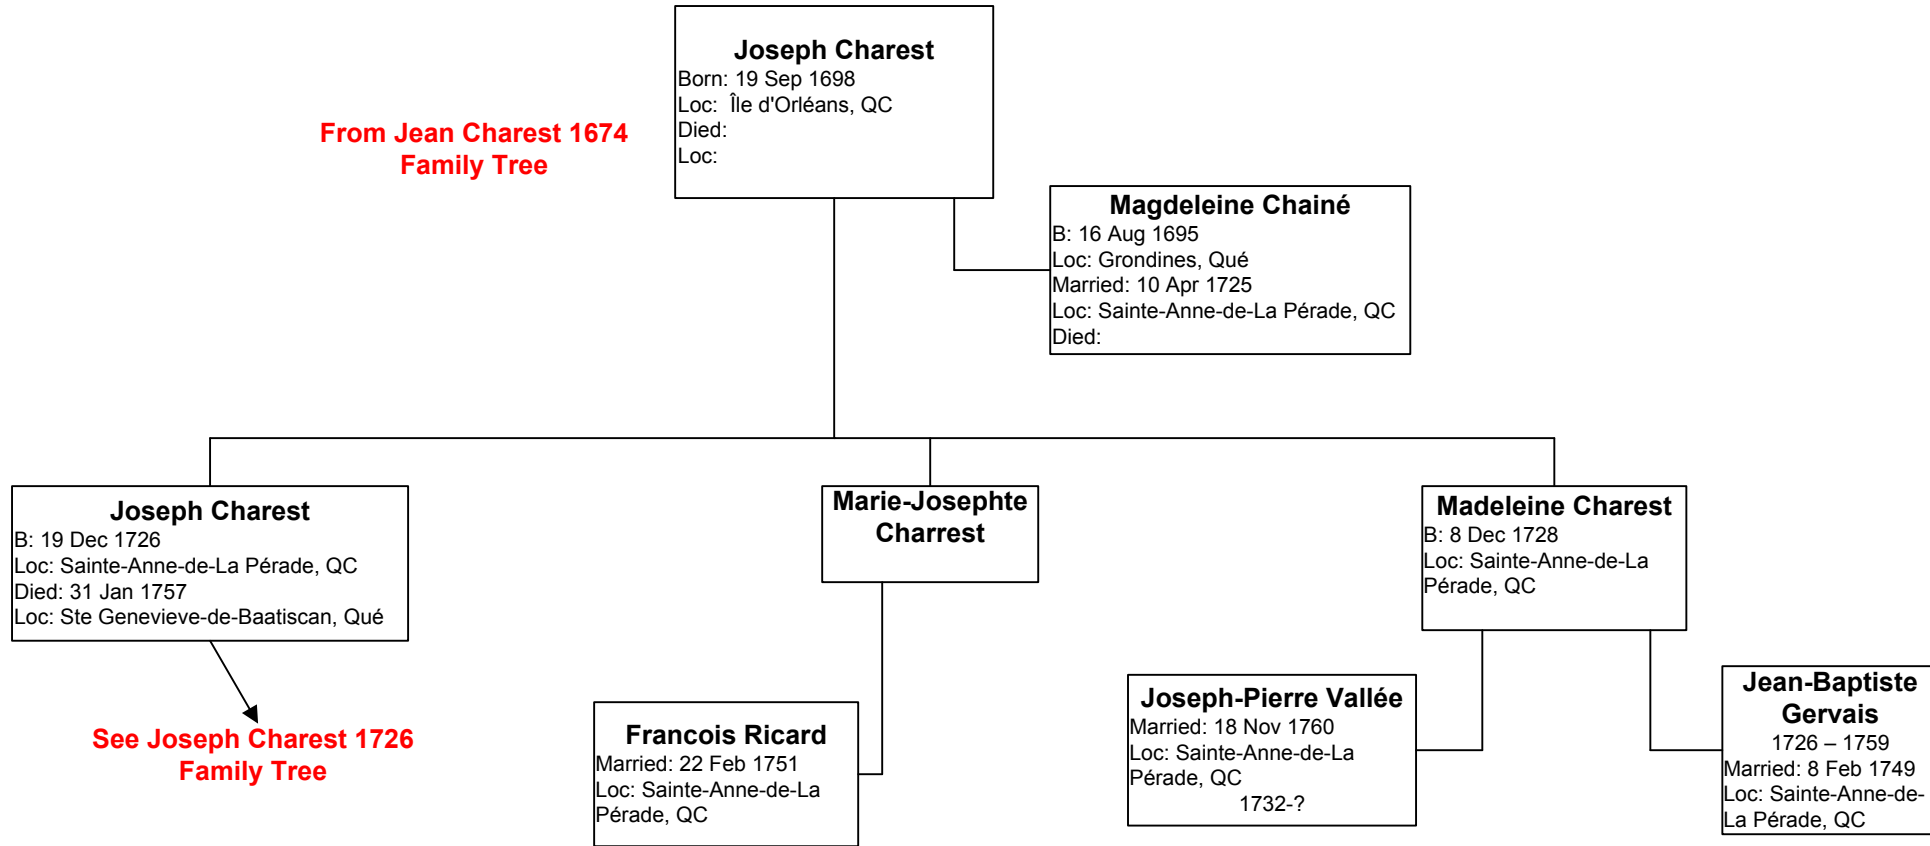 Joseph Charest
Born: 19 Sep 1698
Loc:  Île d'Orléans, QC
Died:
Loc:
From Jean Charest 1674
Family Tree
Magdeleine Chainé
B: 16 Aug 1695
Loc: Grondines, Qué
Married: 10 Apr 1725
Loc: Sainte-Anne-de-La Pérade, QC
Died:
Joseph Charest
B: 19 Dec 1726
Loc: Sainte-Anne-de-La Pérade, QC
Died: 31 Jan 1757
Loc: Ste Genevieve-de-Baatiscan, Qué
Marie-Josephte
Charrest
Madeleine Charest
B: 8 Dec 1728
Loc: Sainte-Anne-de-La
Pérade, QC
See Joseph Charest 1726
Family Tree
Francois Ricard
Married: 22 Feb 1751
Loc: Sainte-Anne-de-La
Pérade, QC
Joseph-Pierre Vallée
Married: 18 Nov 1760
Loc: Sainte-Anne-de-La
Pérade, QC
1732-?
Jean-Baptiste
Gervais
1726 – 1759
Married: 8 Feb 1749
Loc: Sainte-Anne-de-
La Pérade, QC